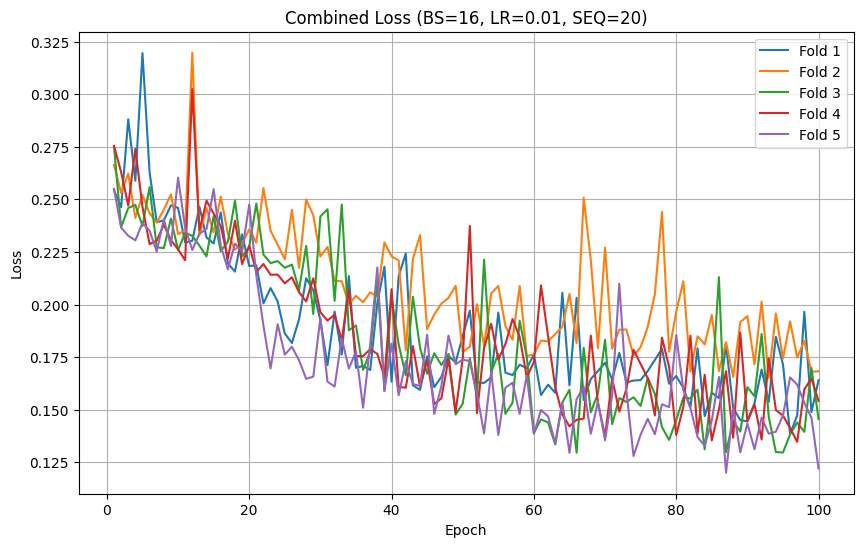 Combined Loss (BS=16, LR=0.01, SEQ=20)
0.325
0.300
0.275
0.250
0.225
0.200
0.175
0.150
0.125
Loss
0 20 40 60 80 100
Epoch
Fold 1
Fold 2
Fold 3
Fold 4
Fold 5